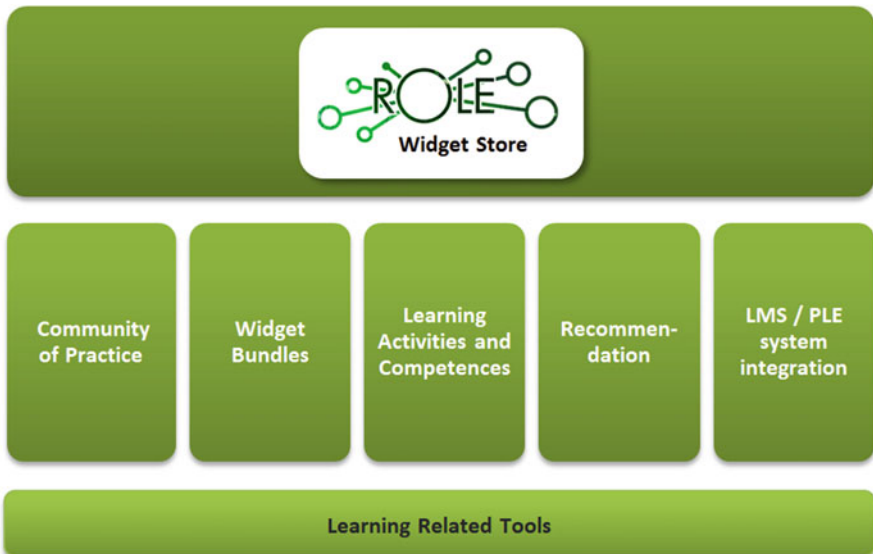 ROLE
Widget Store
Community
of Practice
Widget
Bundles
Learning
Activities and
Competences
Recommen-
dation
LMS / PLE
system
integration
Learning Related Tools